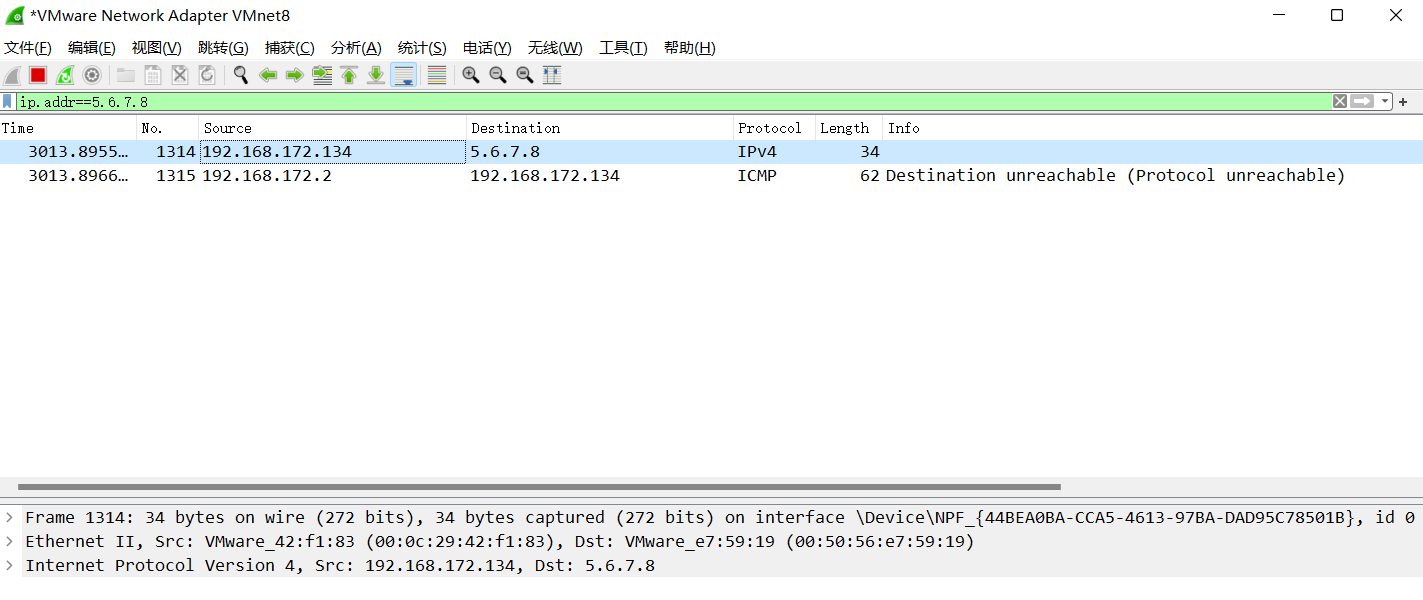 *VMware Network Adapter VMnet8
文件(F) 编辑(E) 视图(V) 跳转(G) 捕获(C) 分析(A) 统计(S) 电话(Y) 无线(W) 工具(T) 帮助(H)
ip.addr==5.6.7.8
Time No. Source Destination Protocol Length Info
3013.8955… 1314 192.168.172.134 5.6.7.8 IPv4 34
3013.8966… 1315 192.168.172.2 192.168.172.134 ICMP 62 Destination unreachable (Protocol unreachable)
Frame 1314: 34 bytes on wire (272 bits), 34 bytes captured (272 bits) on interface \Device\NPF_{44BEA0BA-CCA5-4613-97BA-DAD95C78501B}, id 0
Ethernet II, Src: VMware_42:f1:83 (00:0c:29:42:f1:83), Dst: VMware_e7:59:19 (00:50:56:e7:59:19)
Internet Protocol Version 4, Src: 192.168.172.134, Dst: 5.6.7.8